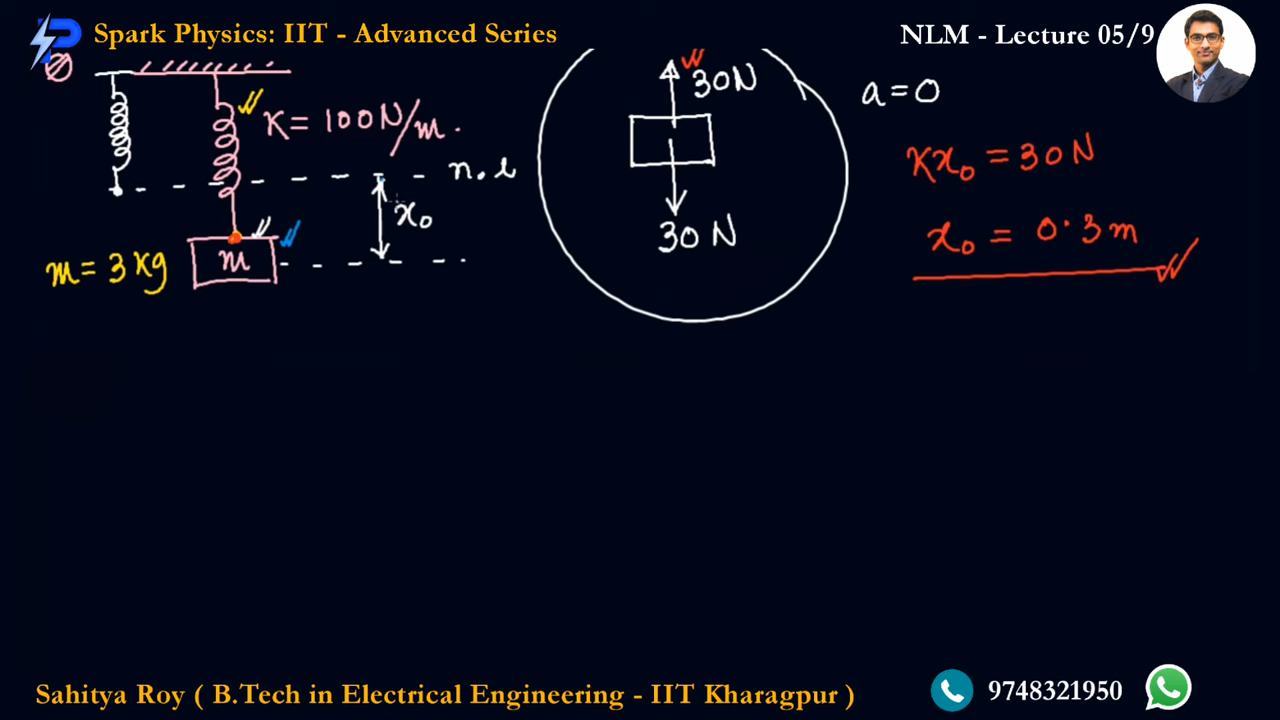 Spark Physics: IIT - Advanced Series
NLM - Lecture 05/9
K = 100N/m.
n.l
x₀
m = 3 Kg
m
30N
30 N
a = 0
Kx₀ = 30 N
x₀ = 0.3 m
Sahitya Roy ( B.Tech in Electrical Engineering - IIT Kharagpur )
9748321950